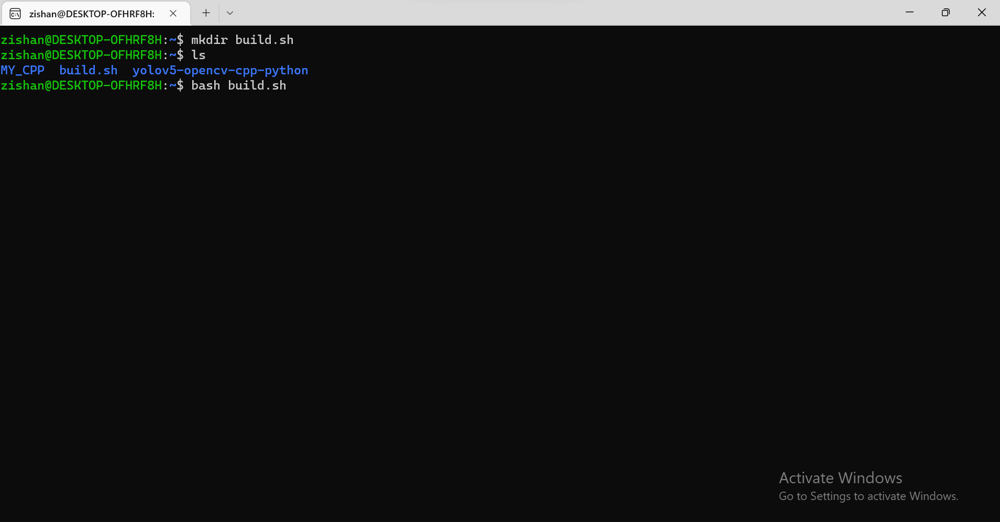 zishan@DESKTOP-OFHRF8H:
zishan@DESKTOP-OFHRF8H:~$ mkdir build.sh
zishan@DESKTOP-OFHRF8H:~$ ls
MY_CPP  build.sh  yolov5-opencv-cpp-python
zishan@DESKTOP-OFHRF8H:~$ bash build.sh
Activate Windows
Go to Settings to activate Windows.